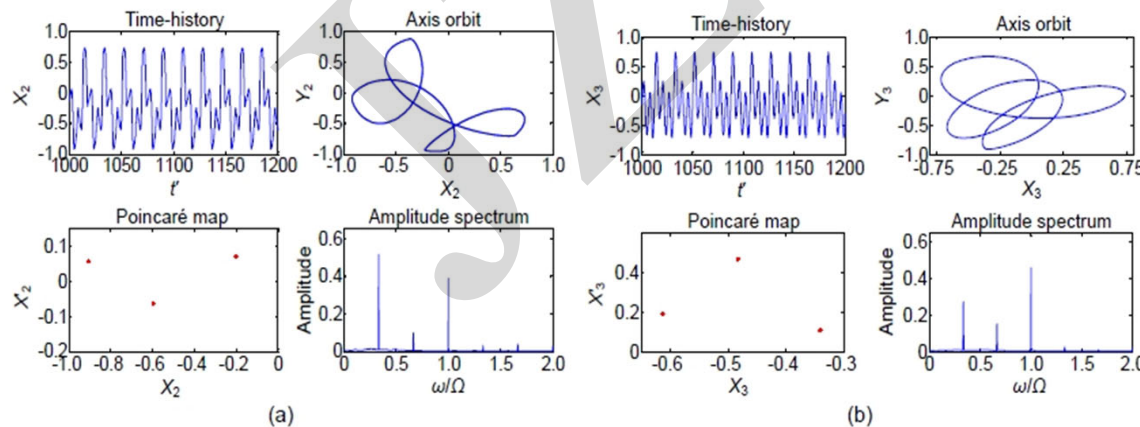 Time-history
1.0
0.5
0
-0.5
-1.0
X₂
1000 1050 1100 1150 1200
t'
Axis orbit
1.0
0.5
0
-0.5
-1.0
Y₂
-1.0 -0.5 0 0.5 1.0
X₂
Poincaré map
0.1
0
-0.1
-0.2
X'₂
-1.0 -0.8 -0.6 -0.4 -0.2 0
X₂
Amplitude spectrum
0.6
0.4
0.2
0
Amplitude
0 0.5 1.0 1.5 2.0
ω/Ω
(a)
Time-history
1.0
0.5
0
-0.5
-1.0
X₃
1000 1050 1100 1150 1200
t'
Axis orbit
1.0
0.5
0
-0.5
-1.0
Y₃
-0.75 -0.25 0.25 0.75
X₃
Poincaré map
0.4
0.2
0
X'₃
-0.6 -0.5 -0.4 -0.3
X₃
Amplitude spectrum
0.6
0.4
0.2
0
Amplitude
0 0.5 1.0 1.5 2.0
ω/Ω
(b)